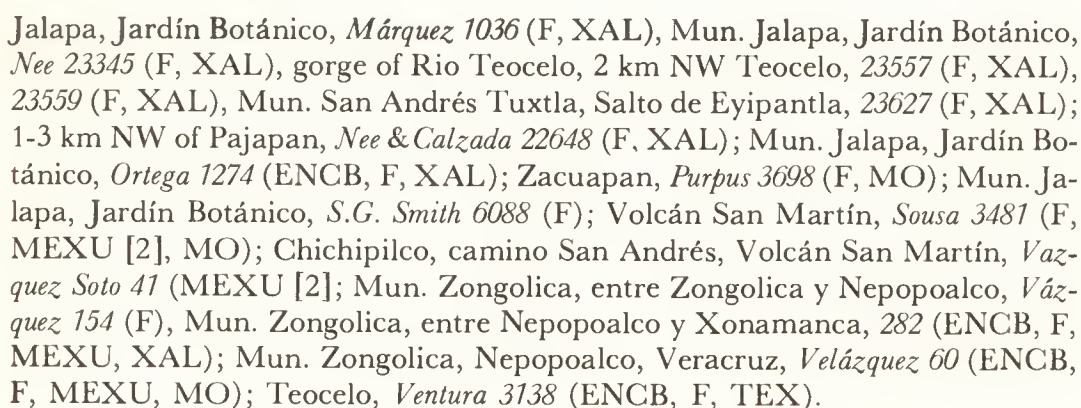 Jalapa, Jardín Botánico, Márquez 1036 (F, XAL), Mun. Jalapa, Jardín Botánico,
Nee 23345 (F, XAL), gorge of Rio Teocelo, 2 km NW Teocelo, 23557 (F, XAL),
23559 (F, XAL), Mun. San Andrés Tuxtla, Salto de Eyipantla, 23627 (F, XAL);
1-3 km NW of Pajapan, Nee & Calzada 22648 (F, XAL); Mun. Jalapa, Jardín Bo-
tánico, Ortega 1274 (ENCB, F, XAL); Zacuapan, Purpus 3698 (F, MO); Mun. Ja-
lapa, Jardín Botánico, S.G. Smith 6088 (F); Volcán San Martín, Sousa 3481 (F,
MEXU [2], MO); Chichipilco, camino San Andrés, Volcán San Martín, Vaz-
quez Soto 41 (MEXU [2]; Mun. Zongolica, entre Zongolica y Nepopoalco, Váz-
quez 154 (F), Mun. Zongolica, entre Nepopoalco y Xonamanca, 282 (ENCB, F,
MEXU, XAL); Mun. Zongolica, Nepopoalco, Veracruz, Velázquez 60 (ENCB,
F, MEXU, MO); Teocelo, Ventura 3138 (ENCB, F, TEX).